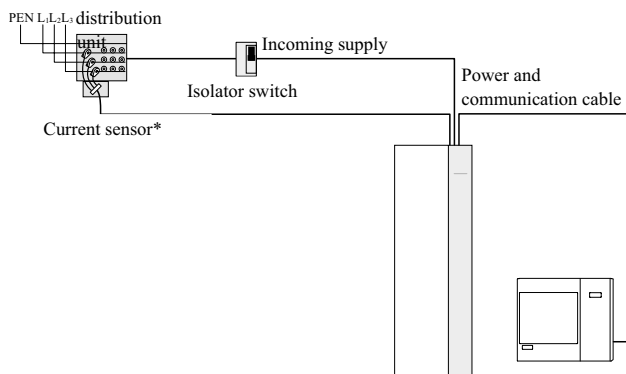 PEN L₁L₂L₃ distribution
unit
Incoming supply
Isolator switch
Power and
communication cable
Current sensor*